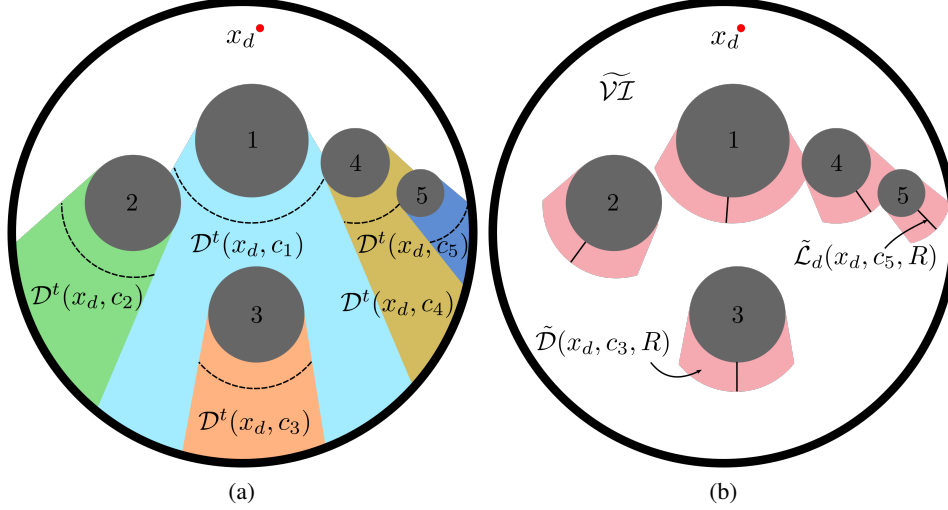 x_d
1
4
2
5
𝒟^t(x_d, c_1)
𝒟^t(x_d, c_5)
𝒟^t(x_d, c_2)
𝒟^t(x_d, c_4)
3
𝒟^t(x_d, c_3)
(a)
x_d
\widetilde{𝒱ℐ}
1
4
2
5
\tilde{ℒ}_d(x_d, c_5, R)
3
\tilde{𝒟}(x_d, c_3, R)
(b)